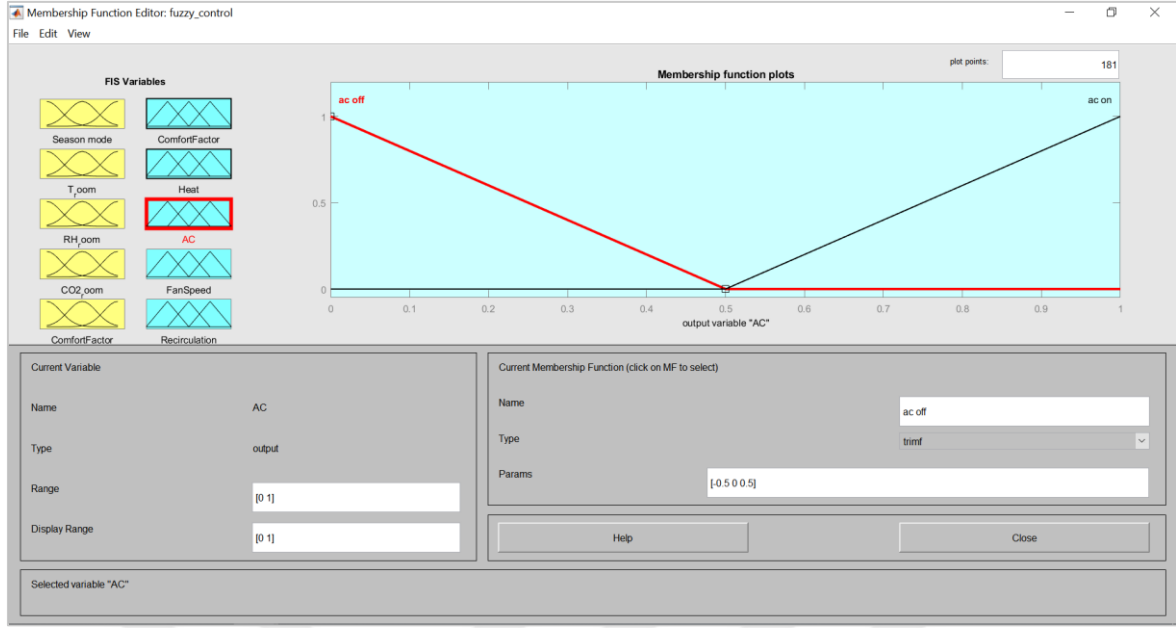 Membership Function Editor: fuzzy_control
File Edit View
FIS Variables
Season mode
ComfortFactor
T_room
Heat
RH_room
AC
CO2_room
FanSpeed
ComfortFactor
Recirculation
plot points:
181
Membership function plots
ac off
ac on
1
0.5
0
0 0.1 0.2 0.3 0.4 0.5 0.6 0.7 0.8 0.9 1
output variable "AC"
Current Variable
Name AC
Type output
Range [0 1]
Display Range [0 1]
Current Membership Function (click on MF to select)
Name ac off
Type trimf
Params [-0.5 0 0.5]
Help
Close
Selected variable "AC"